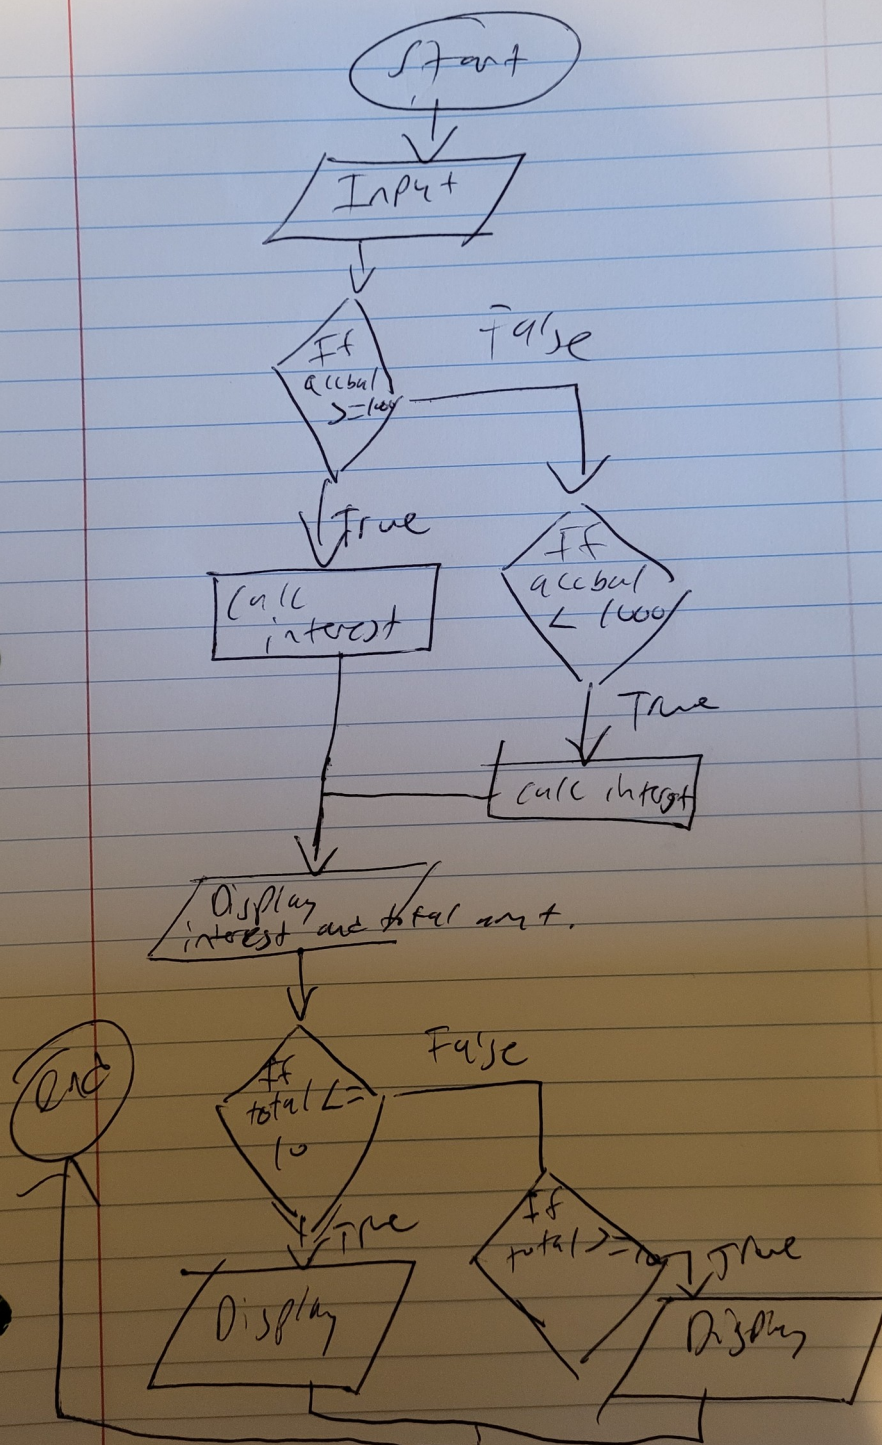 Start
Input
If
accbal
>=1000
False
True
Calc
interest
If
accbal
< 1000
True
calc interest
Display
interest and total amt.
end
If
total <=
10
False
True
Display
If
total >=
True
Display